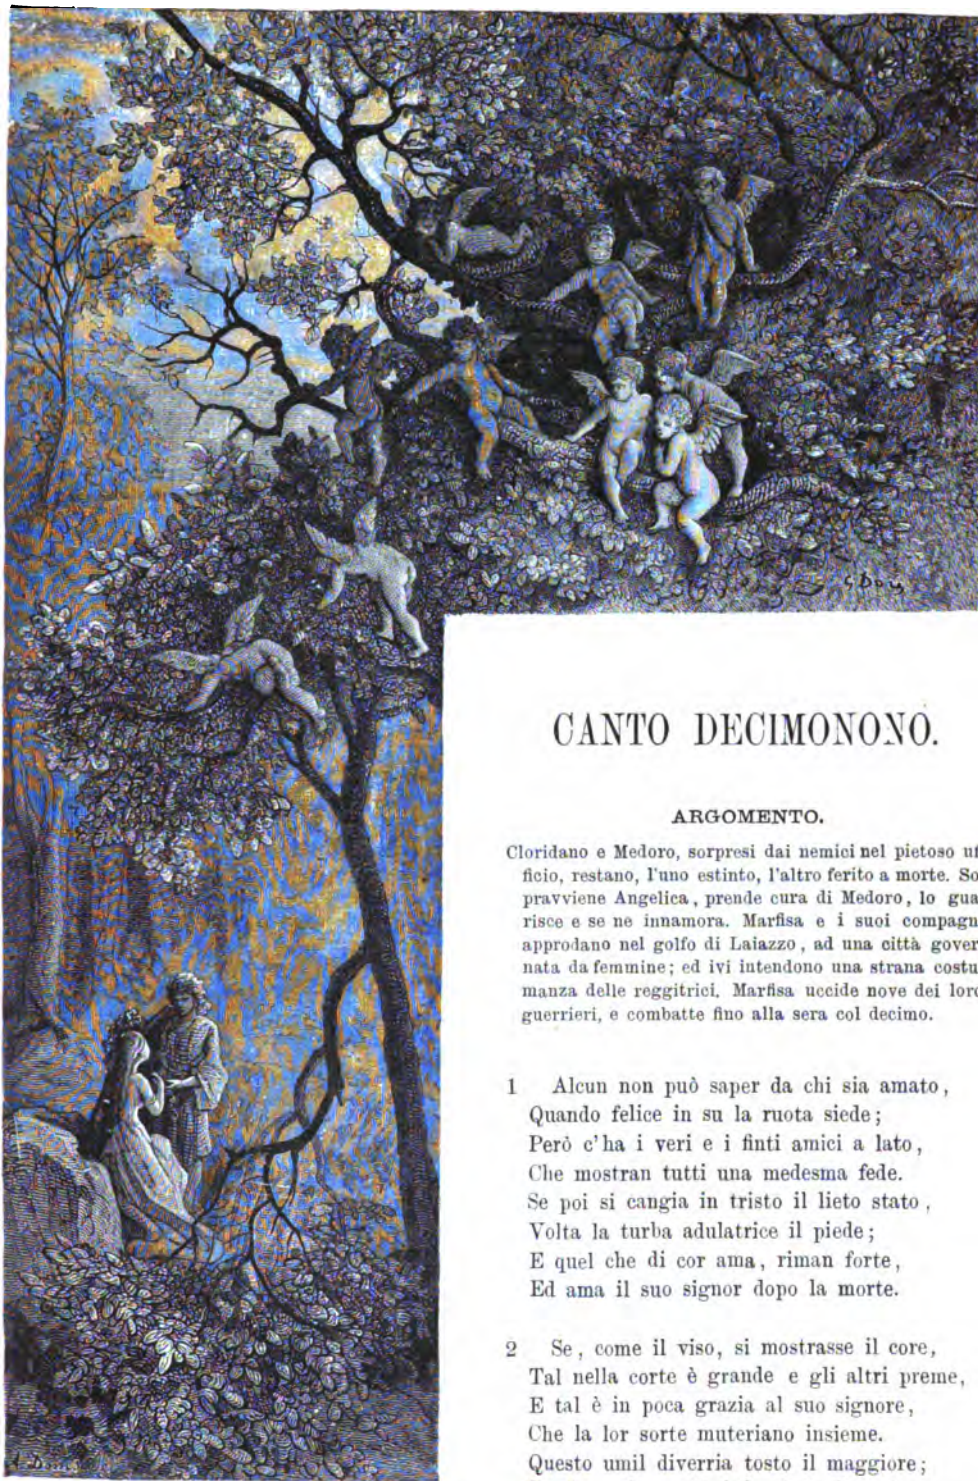 G Doré
CANTO DECIMONONO.
ARGOMENTO.
Cloridano e Medoro, sorpresi dai nemici nel pietoso uf
ficio, restano, l'uno estinto, l'altro ferito a morte. So
pravviene Angelica, prende cura di Medoro, lo gua
risce e se ne innamora. Marfisa e i suoi compagn
approdano nel golfo di Laiazzo, ad una città gover
nata da femmine; ed ivi intendono una strana costu
manza delle reggitrici. Marfisa uccide nove dei loro
guerrieri, e combatte fino alla sera col decimo.
1 Alcun non può saper da chi sia amato,
Quando felice in su la ruota siede;
Però c'ha i veri e i finti amici a lato,
Che mostran tutti una medesma fede.
Se poi si cangia in tristo il lieto stato,
Volta la turba adulatrice il piede;
E quel che di cor ama, riman forte,
Ed ama il suo signor dopo la morte.
2 Se, come il viso, si mostrasse il core,
Tal nella corte è grande e gli altri preme,
E tal è in poca grazia al suo signore,
Che la lor sorte muteriano insieme.
Questo umil diverria tosto il maggiore;